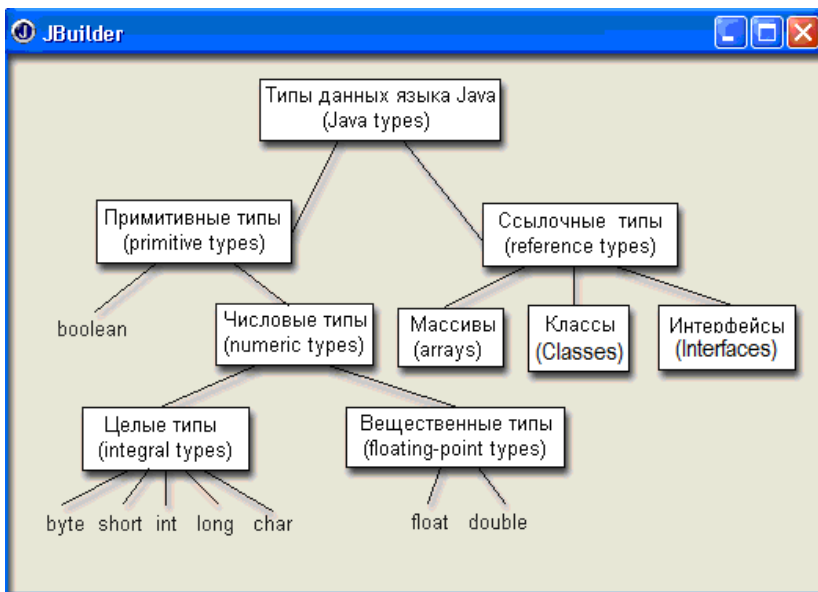 JBuilder
Типы данных языка Java
(Java types)
Примитивные типы
(primitive types)
Ссылочные типы
(reference types)
boolean
Числовые типы
(numeric types)
Массивы
(arrays)
Классы
(Classes)
Интерфейсы
(Interfaces)
Целые типы
(integral types)
Вещественные типы
(floating-point types)
byte short int long char
float double